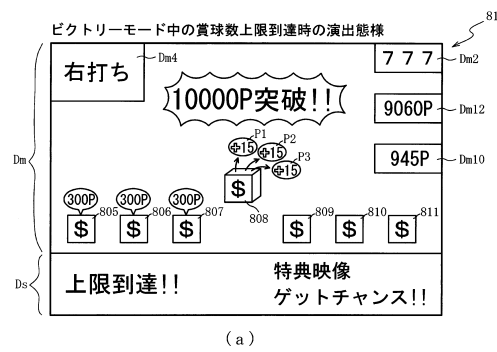 ビクトリーモード中の賞球数上限到達時の演出態様
81
右打ち
Dm4
777
Dm2
10000P突破!!
9060P
Dm12
P1
P2
P3
+15
+15
+15
945P
Dm10
Dm
$
808
300P
300P
300P
$ 805
$ 806
$ 807
$ 809
$ 810
$ 811
Ds
上限到達!!
特典映像
ゲットチャンス!!
(a)